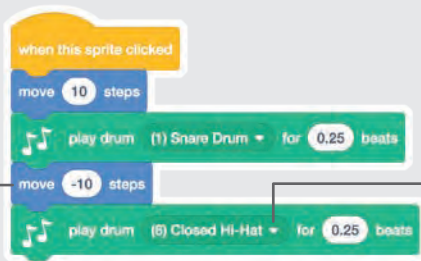 when this sprite clicked
move 10 steps
play drum (1) Snare Drum for 0.25 beats
move -10 steps
play drum (6) Closed Hi-Hat for 0.25 beats